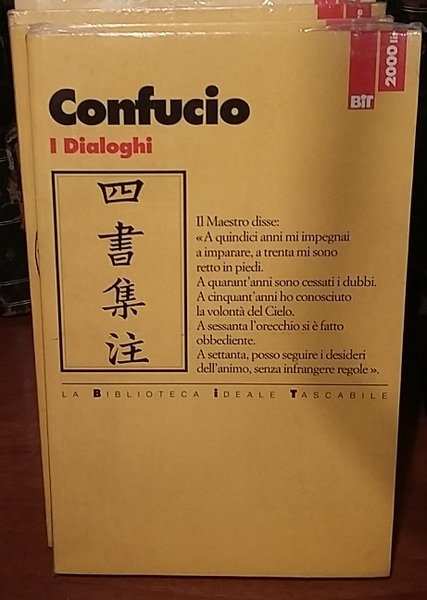 BiT
2000 lire
Confucio
I Dialoghi
四
書
集
注
Il Maestro disse:
«A quindici anni mi impegnai
a imparare, a trenta mi sono
retto in piedi.
A quarant'anni sono cessati i dubbi.
A cinquant'anni ho conosciuto
la volontà del Cielo.
A sessanta l'orecchio si è fatto
obbediente.
A settanta, posso seguire i desideri
dell'animo, senza infrangere regole».
LA BIBLIOTECA iDEALE TASCABILE